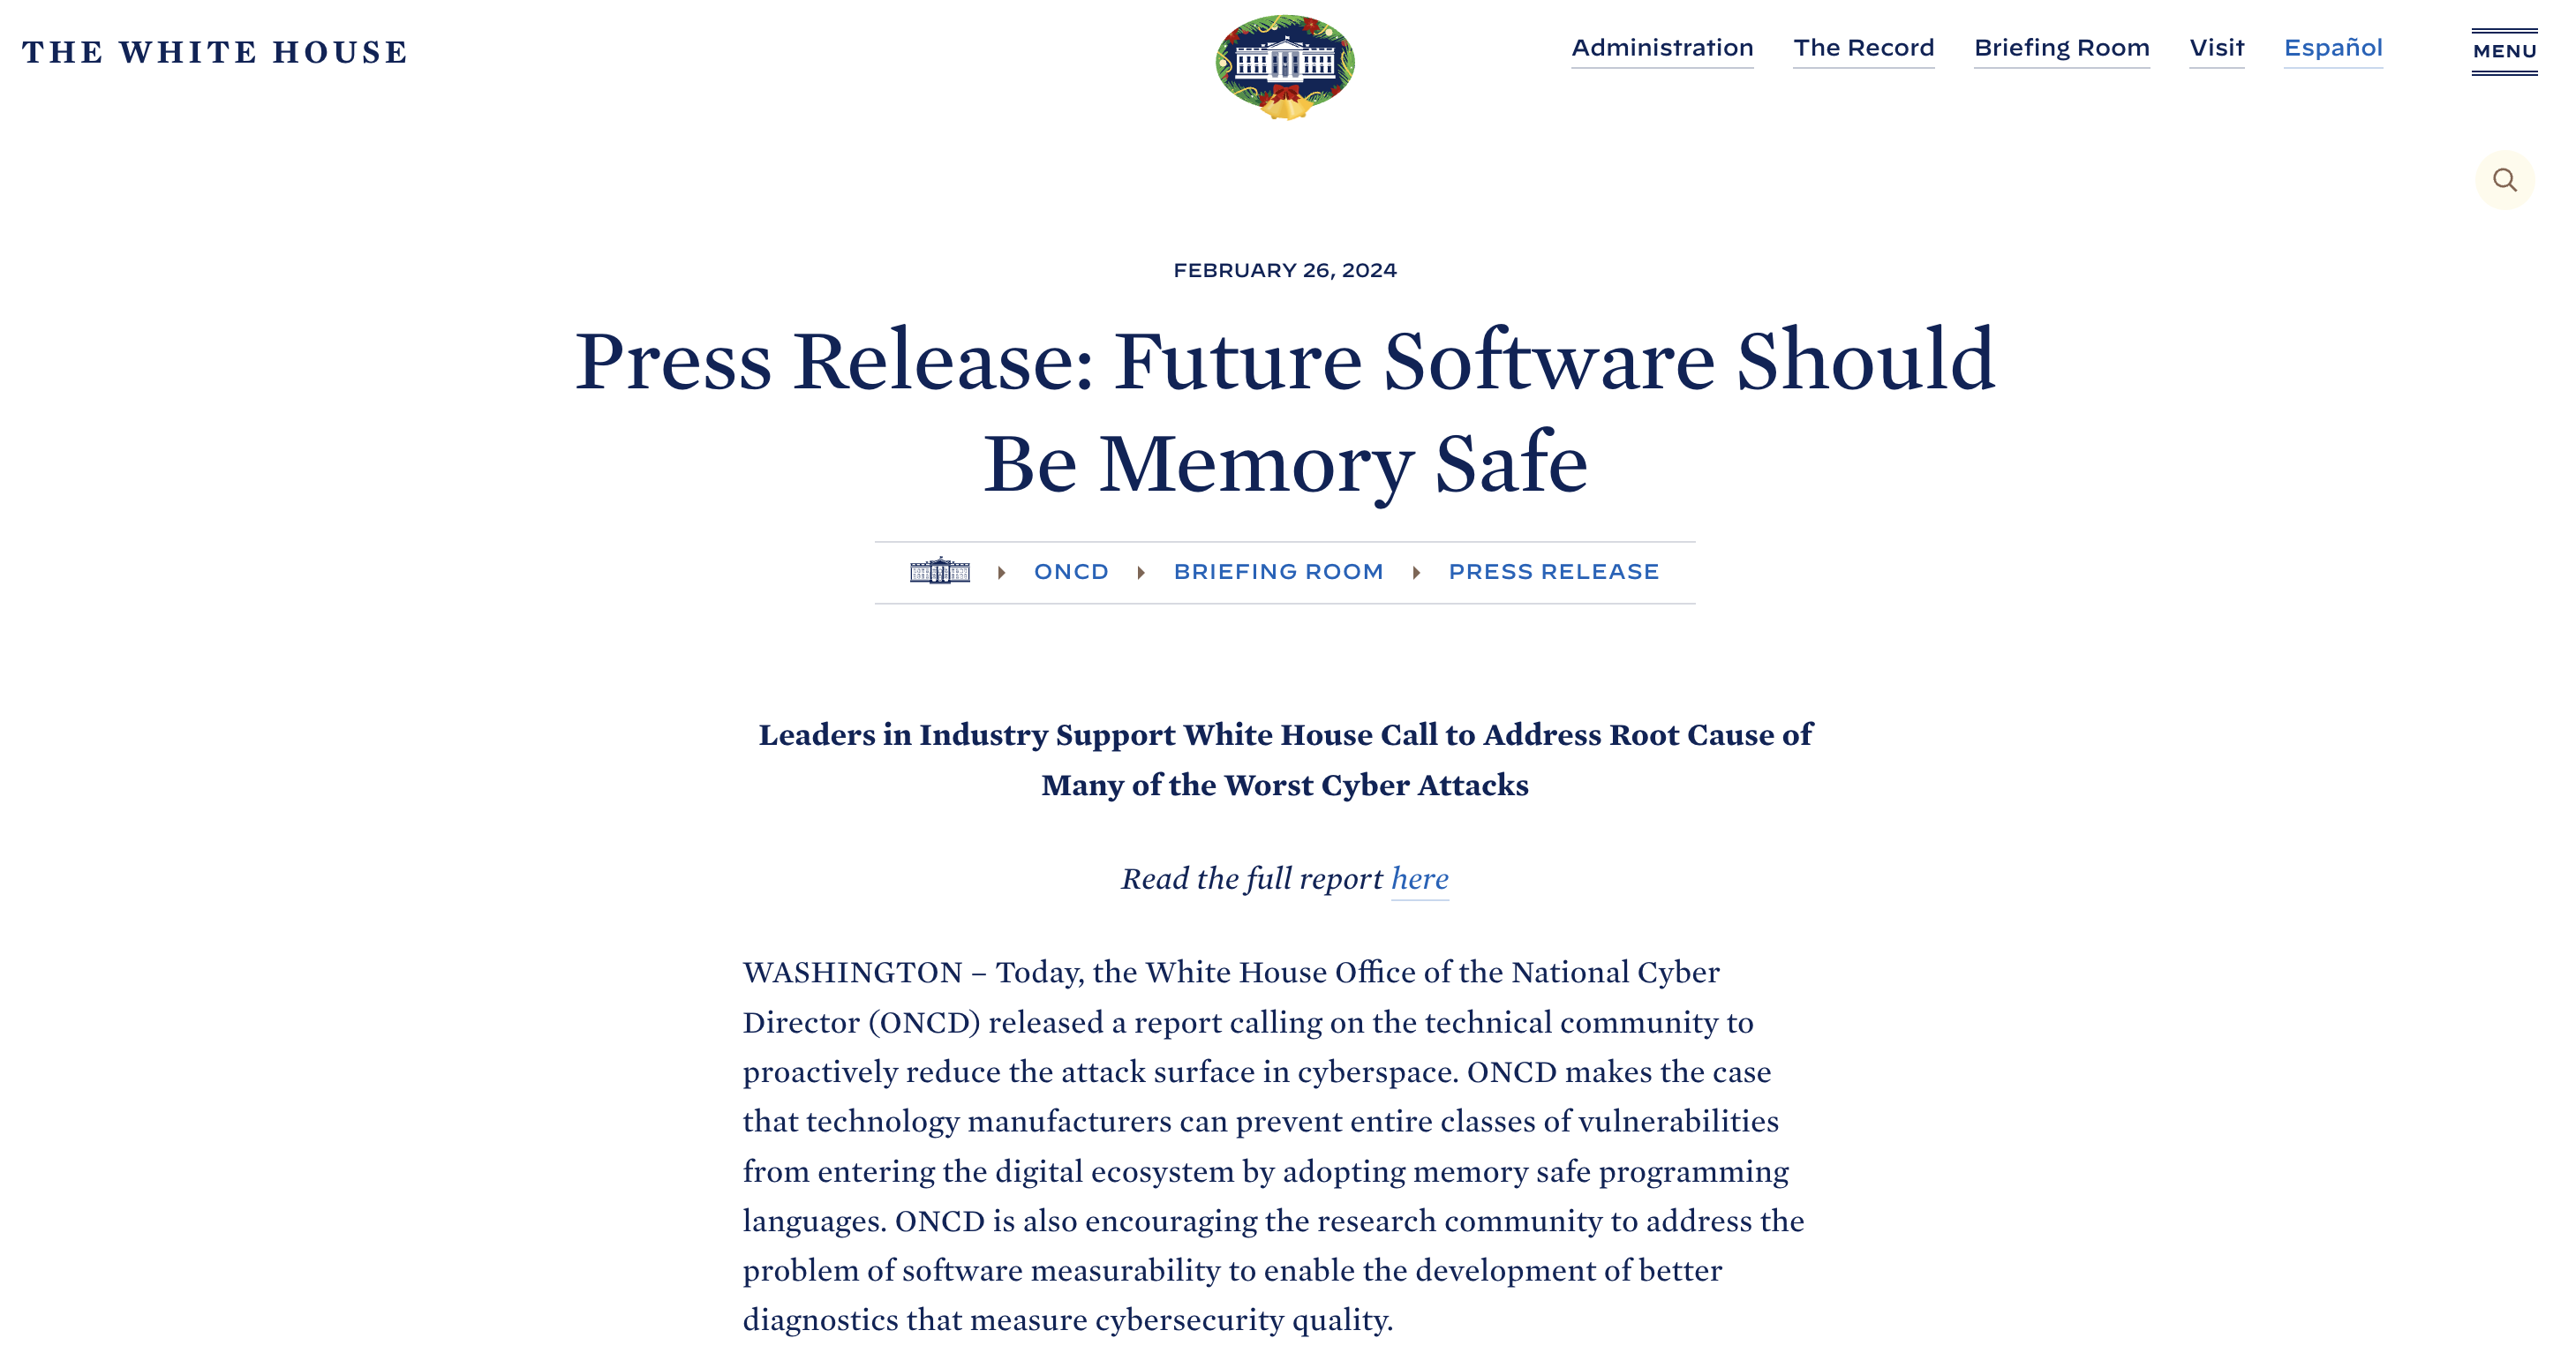 THE WHITE HOUSE
Administration The Record Briefing Room Visit Español MENU
FEBRUARY 26, 2024
Press Release: Future Software Should
Be Memory Safe
ONCD BRIEFING ROOM PRESS RELEASE
Leaders in Industry Support White House Call to Address Root Cause of
Many of the Worst Cyber Attacks
Read the full report here
WASHINGTON – Today, the White House Office of the National Cyber
Director (ONCD) released a report calling on the technical community to
proactively reduce the attack surface in cyberspace. ONCD makes the case
that technology manufacturers can prevent entire classes of vulnerabilities
from entering the digital ecosystem by adopting memory safe programming
languages. ONCD is also encouraging the research community to address the
problem of software measurability to enable the development of better
diagnostics that measure cybersecurity quality.